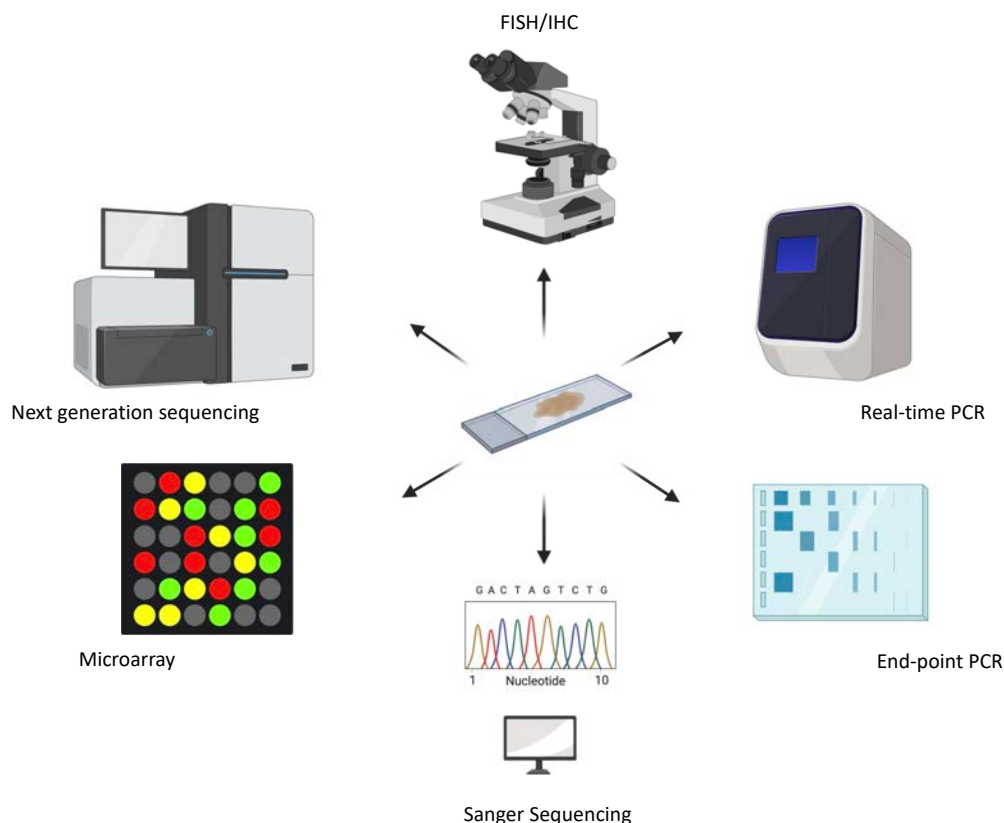 FISH/IHC
Next generation sequencing
Real-time PCR
Microarray
G A C T A G T C T G
1 Nucleotide 10
End-point PCR
Sanger Sequencing